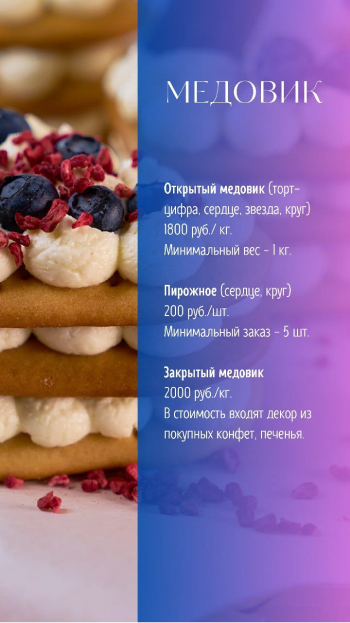 МЕДОВИК
Открытый медовик (торт-
цифра, сердце, звезда, круг)
1800 руб./ кг.
Минимальный вес – 1 кг.
Пирожное (сердце, круг)
200 руб./шт.
Минимальный заказ – 5 шт.
Закрытый медовик
2000 руб./кг.
В стоимость входят декор из
покупных конфет, печенья.